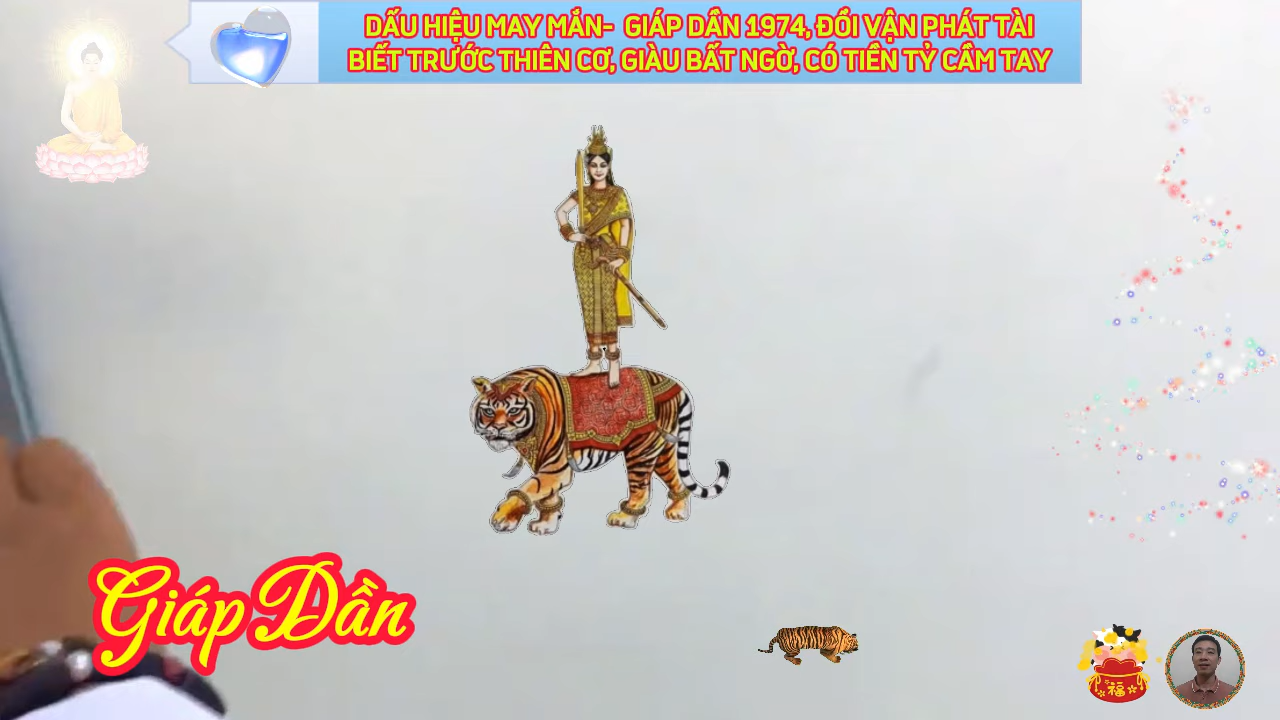 DẤU HIỆU MAY MẮN- GIÁP DẦN 1974, ĐỔI VẬN PHÁT TÀI
BIẾT TRƯỚC THIÊN CƠ, GIÀU BẤT NGỜ, CÓ TIỀN TỶ CẦM TAY
Giáp Dần
福